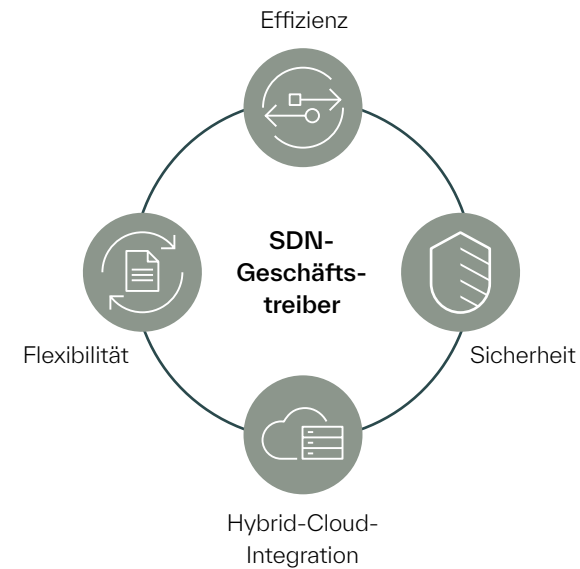 Effizienz
SDN-
Geschäfts-
treiber
Flexibilität
Sicherheit
Hybrid-Cloud-
Integration